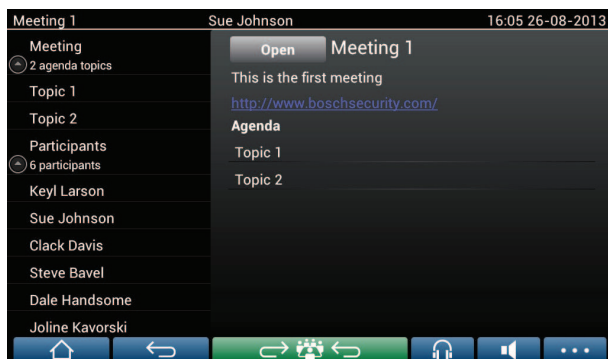 Meeting 1 Sue Johnson 16:05 26-08-2013
Meeting
2 agenda topics
Topic 1
Topic 2
Participants
6 participants
Keyl Larson
Sue Johnson
Clack Davis
Steve Bavel
Dale Handsome
Joline Kavorski
Open Meeting 1
This is the first meeting
http://www.boschsecurity.com/
Agenda
Topic 1
Topic 2